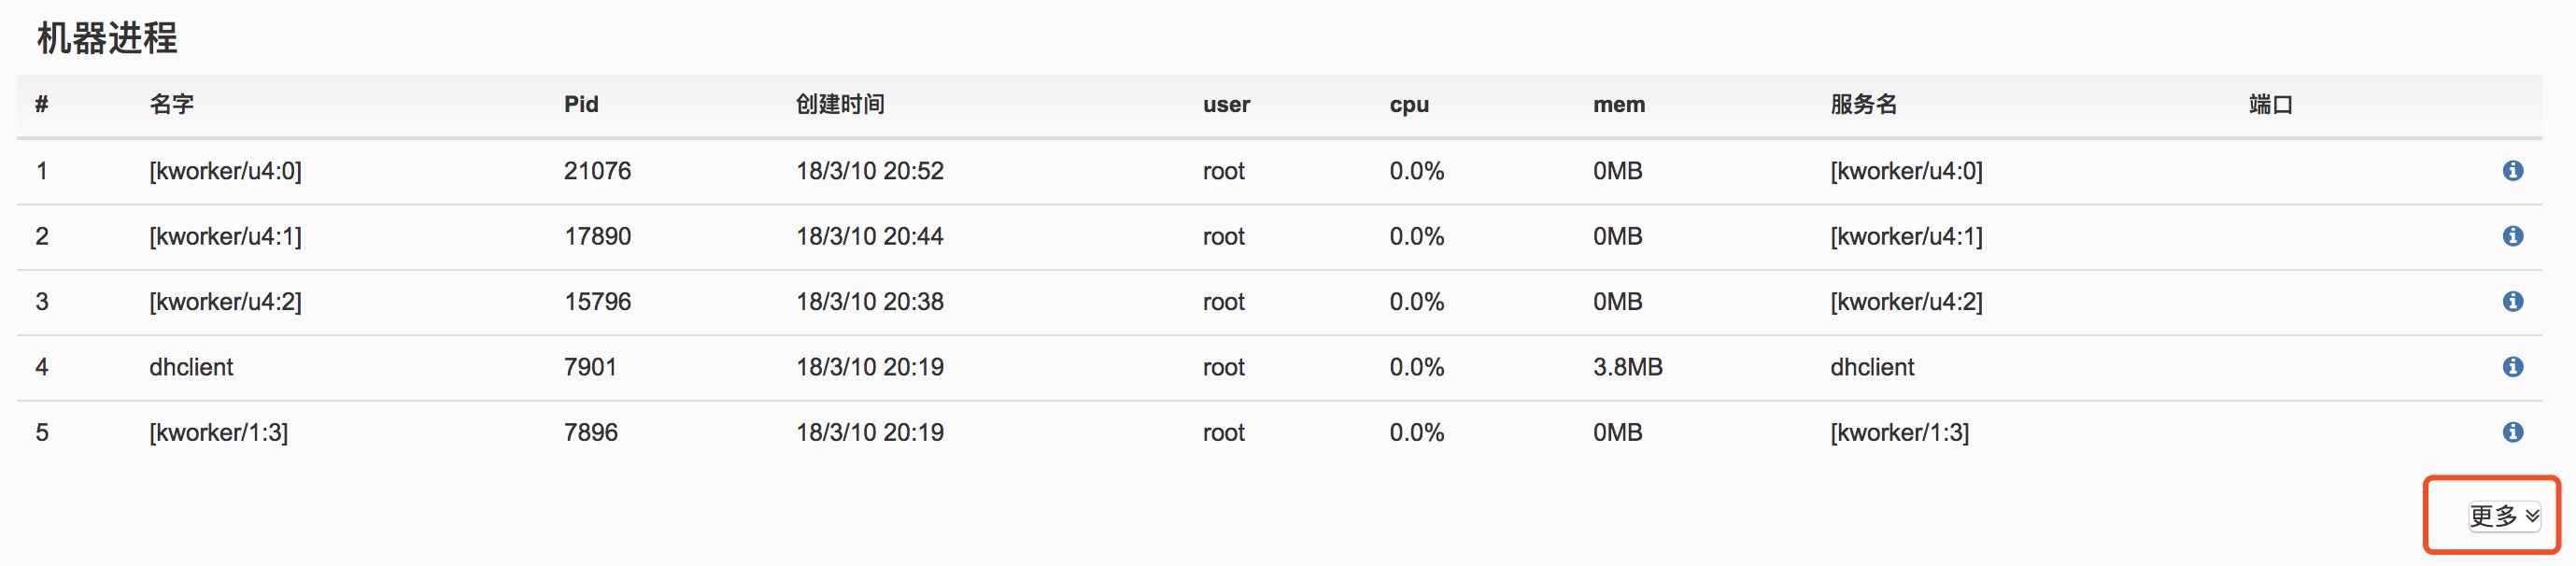 机器进程
# 名字 Pid 创建时间 user cpu mem 服务名 端口
1 [kworker/u4:0] 21076 18/3/10 20:52 root 0.0% 0MB [kworker/u4:0]
2 [kworker/u4:1] 17890 18/3/10 20:44 root 0.0% 0MB [kworker/u4:1]
3 [kworker/u4:2] 15796 18/3/10 20:38 root 0.0% 0MB [kworker/u4:2]
4 dhclient 7901 18/3/10 20:19 root 0.0% 3.8MB dhclient
5 [kworker/1:3] 7896 18/3/10 20:19 root 0.0% 0MB [kworker/1:3]
更多